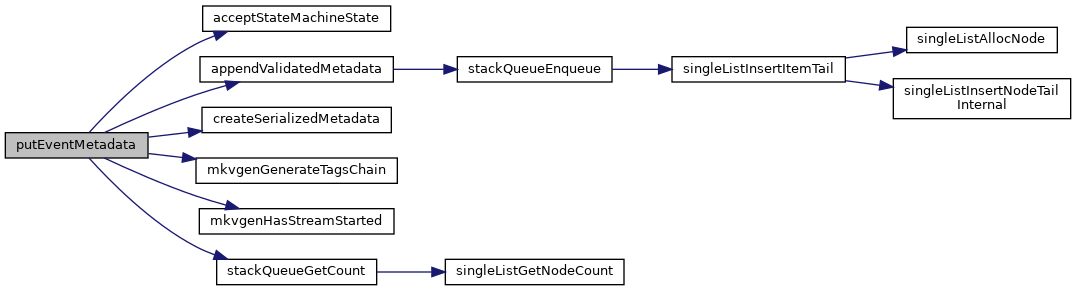 putEventMetadata
acceptStateMachineState
appendValidatedMetadata
stackQueueEnqueue
singleListInsertItemTail
singleListAllocNode
singleListInsertNodeTail
Internal
createSerializedMetadata
mkvgenGenerateTagsChain
mkvgenHasStreamStarted
stackQueueGetCount
singleListGetNodeCount